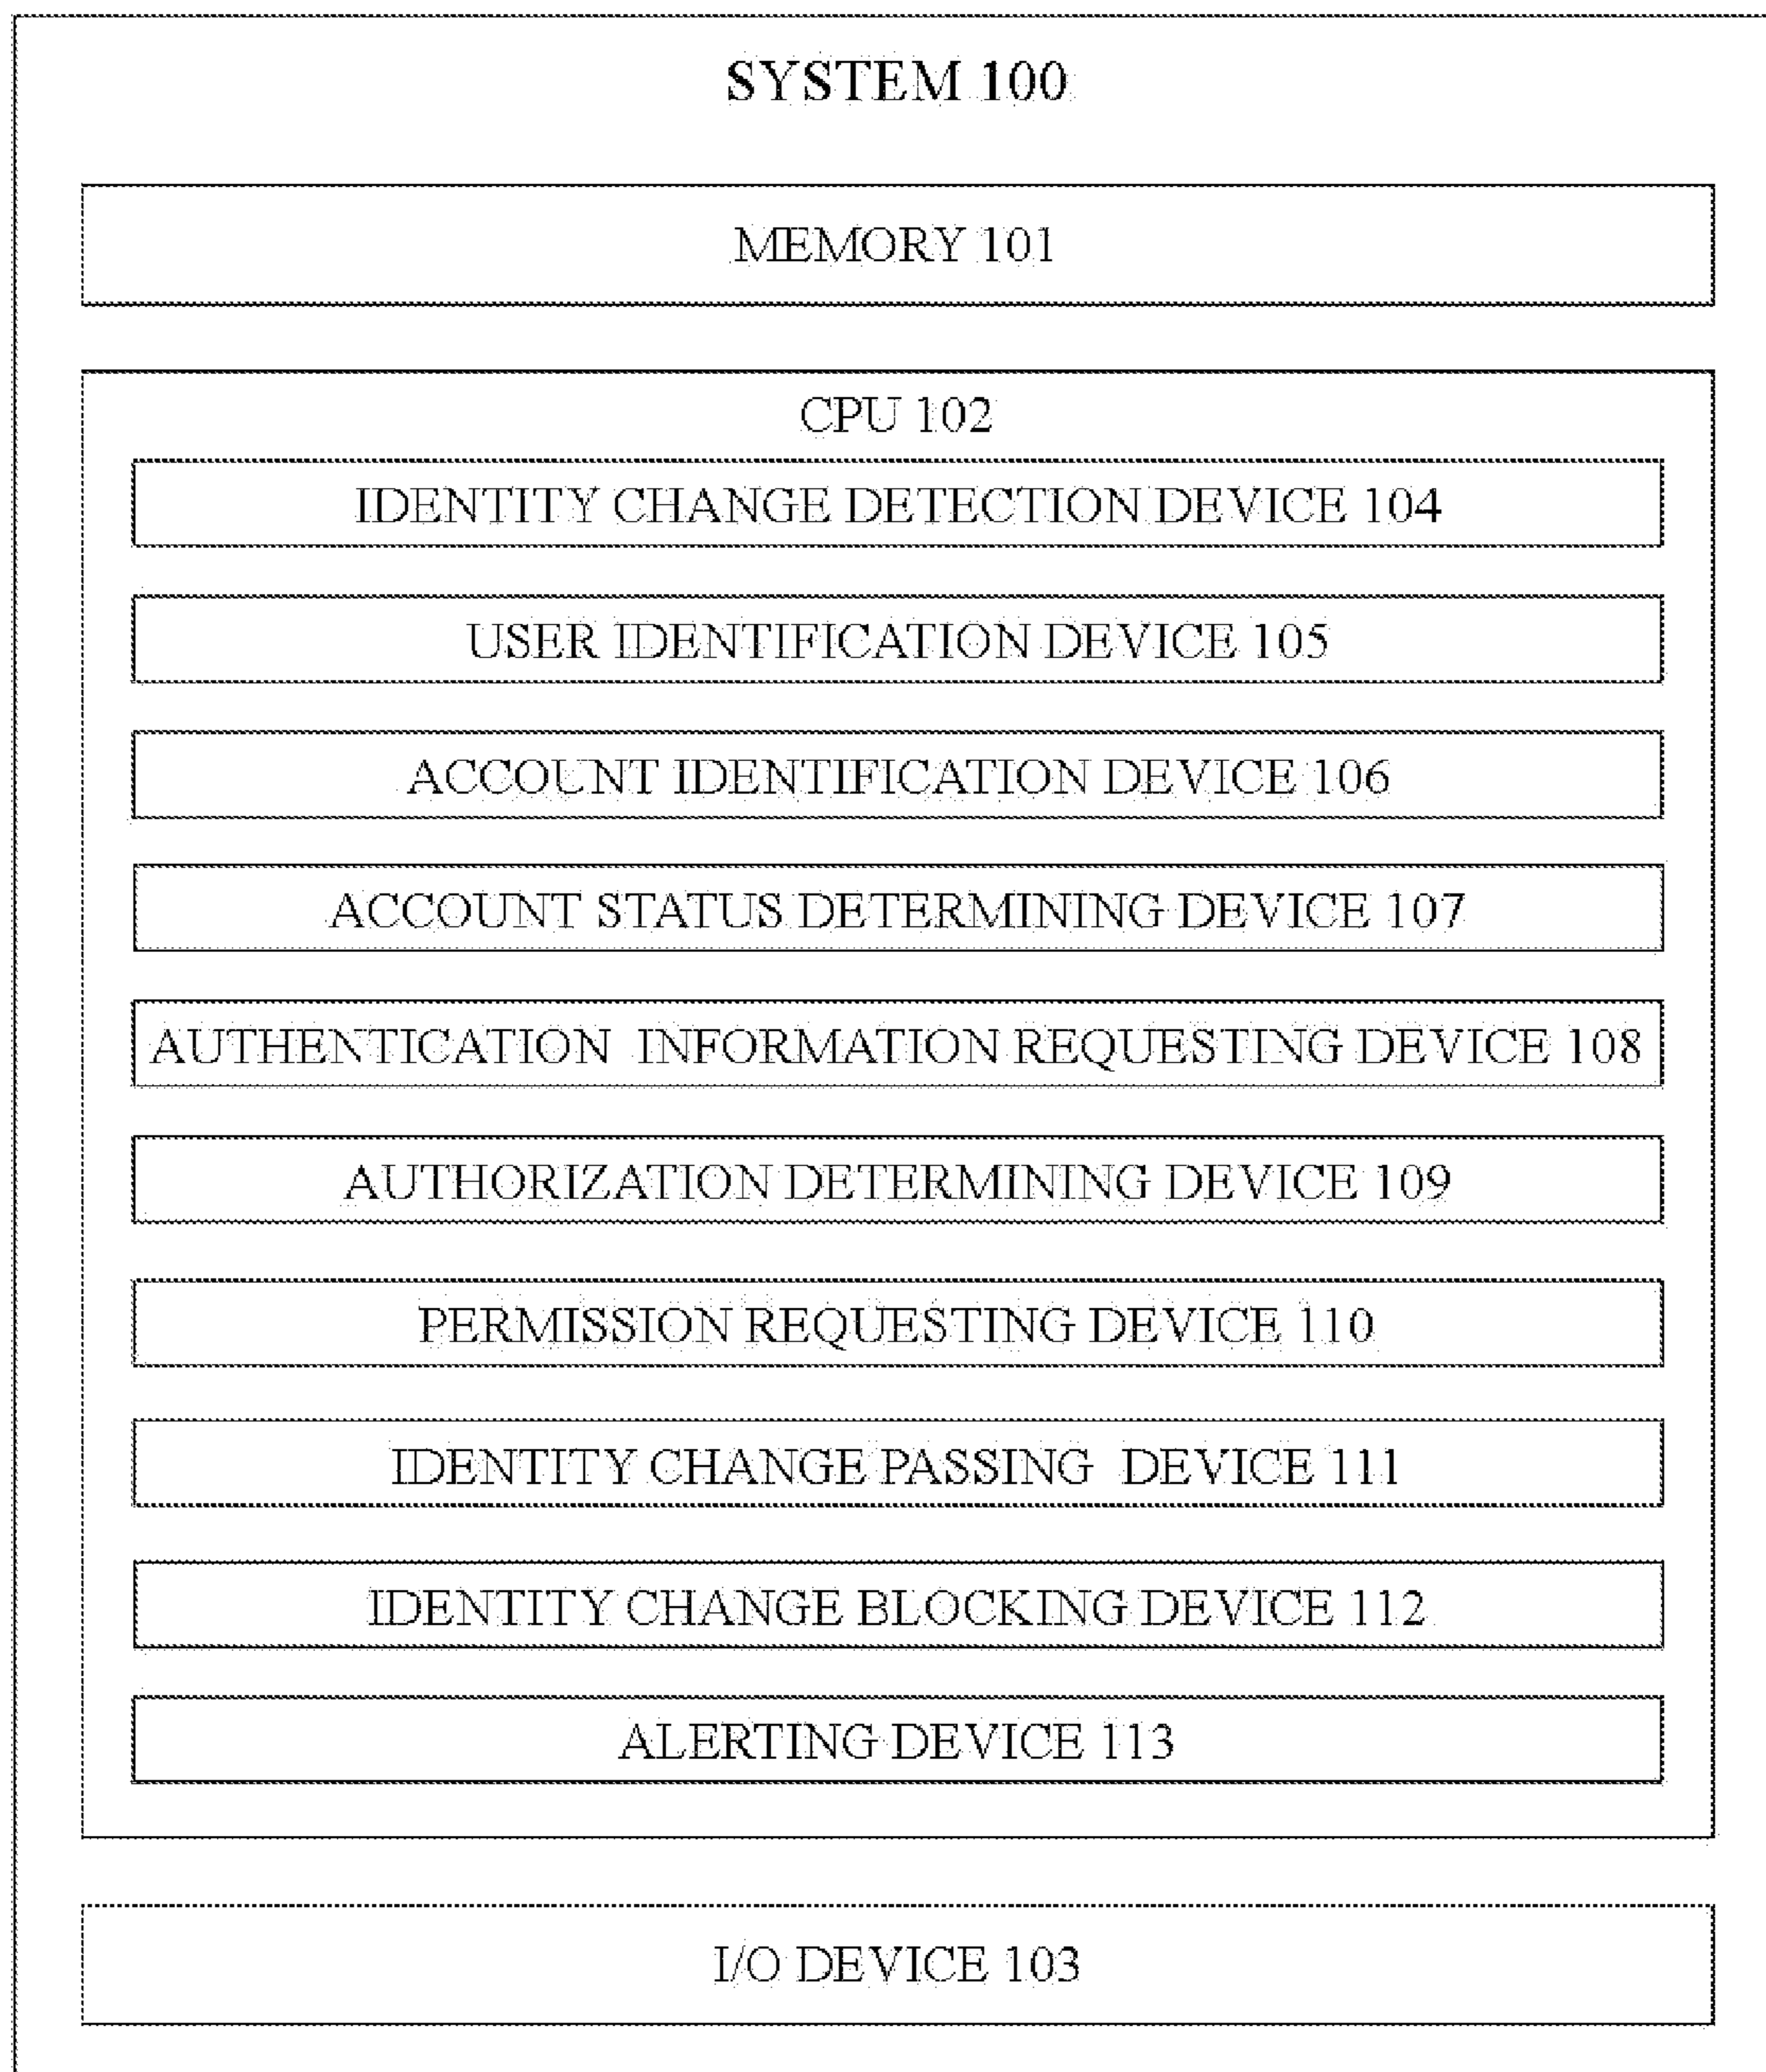 SYSTEM 100
MEMORY 101
CPU 102
IDENTITY CHANGE DETECTION DEVICE 104
USER IDENTIFICATION DEVICE 105
ACCOUNT IDENTIFICATION DEVICE 106
ACCOUNT STATUS DETERMINING DEVICE 107
AUTHENTICATION INFORMATION REQUESTING DEVICE 108
AUTHORIZATION DETERMINING DEVICE 109
PERMISSION REQUESTING DEVICE 110
IDENTITY CHANGE PASSING DEVICE 111
IDENTITY CHANGE BLOCKING DEVICE 112
ALERTING DEVICE 113
I/O DEVICE 103